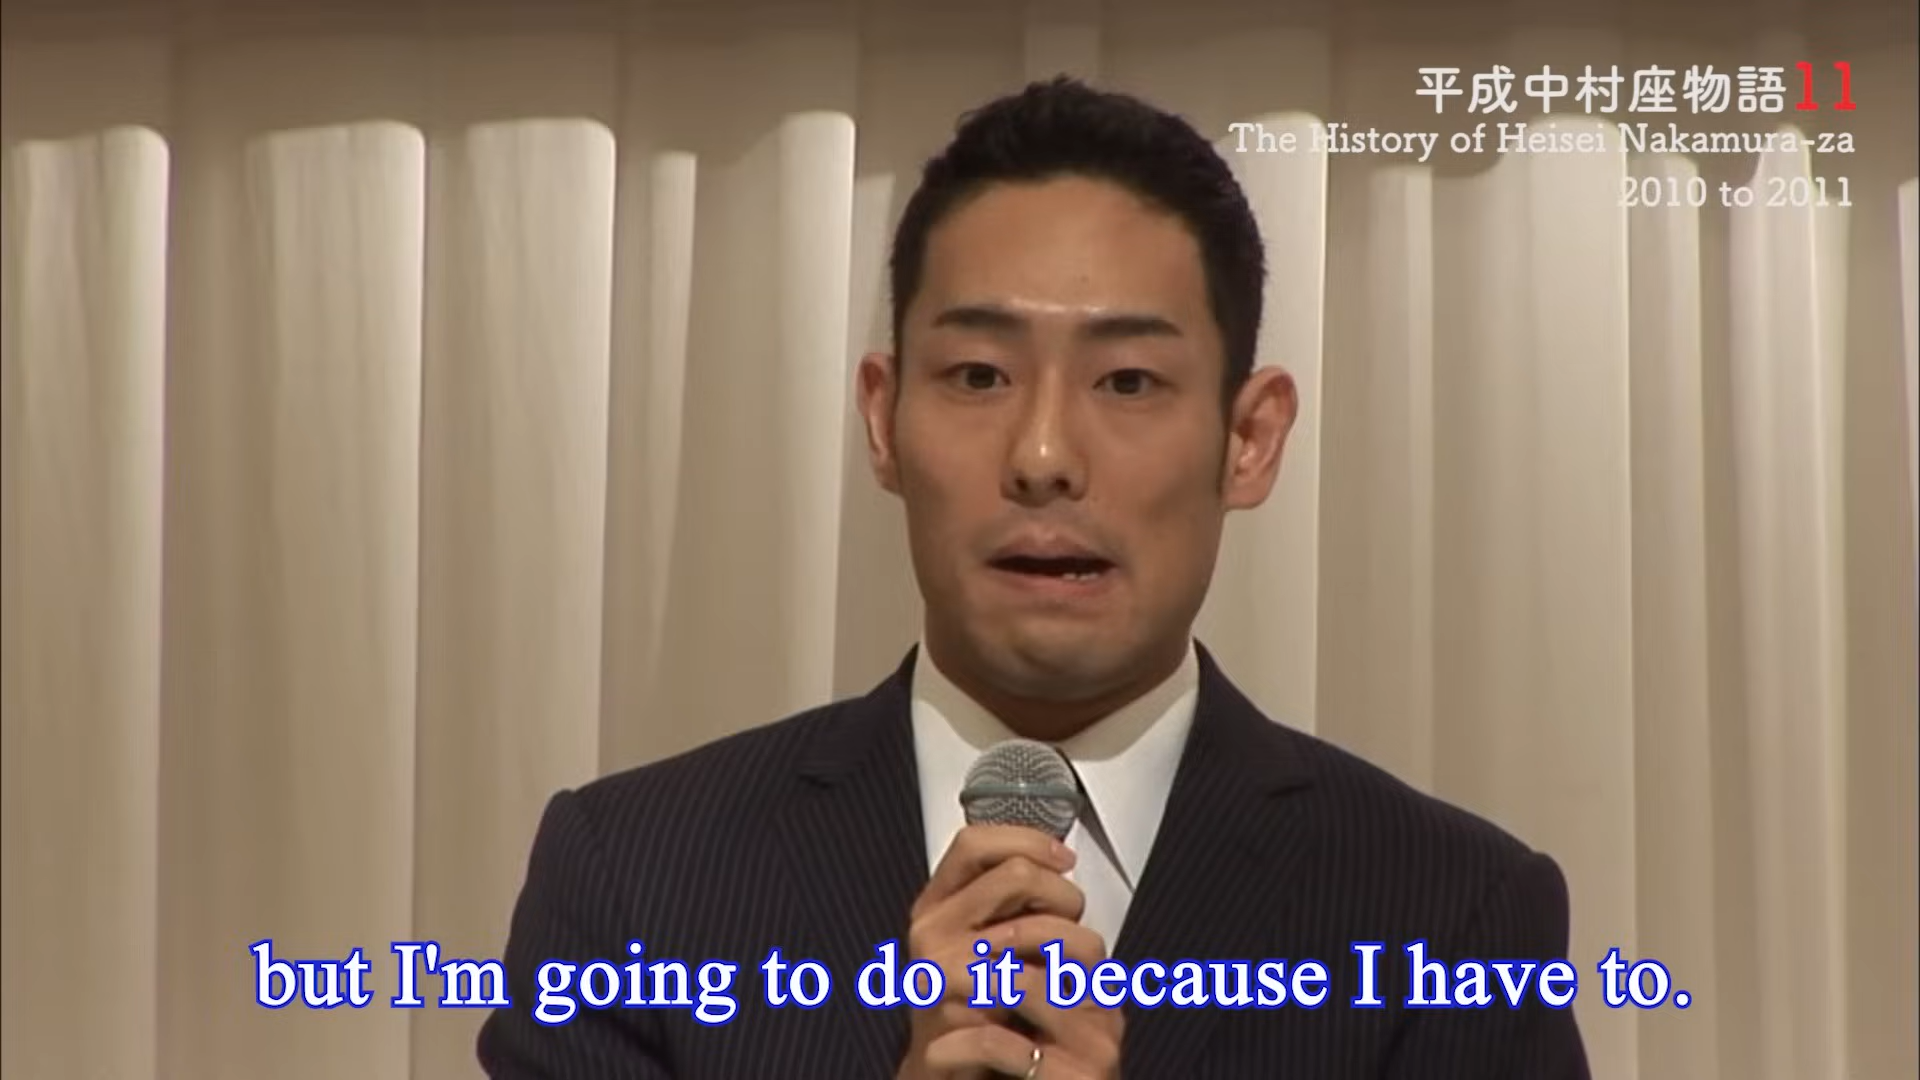 平成中村座物語11
The History of Heisei Nakamura-za
2010 to 2011
but I'm going to do it because I have to.